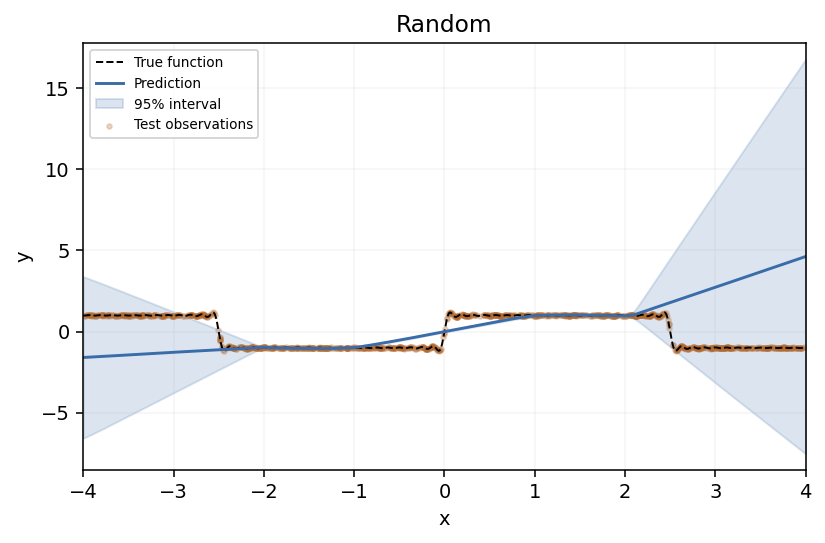 Random
True function
Prediction
95% interval
Test observations
15
10
5
0
−5
y
−4
−3
−2
−1
0
1
2
3
4
x